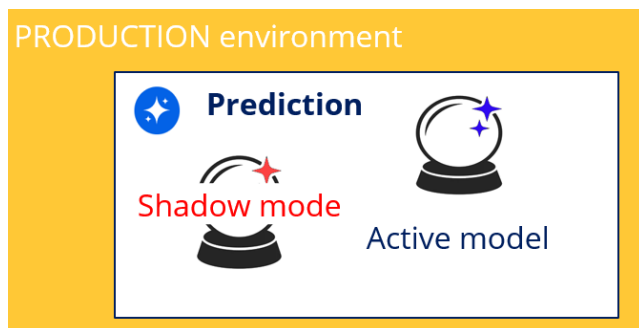 PRODUCTION environment
Prediction
Shadow mode
Active model